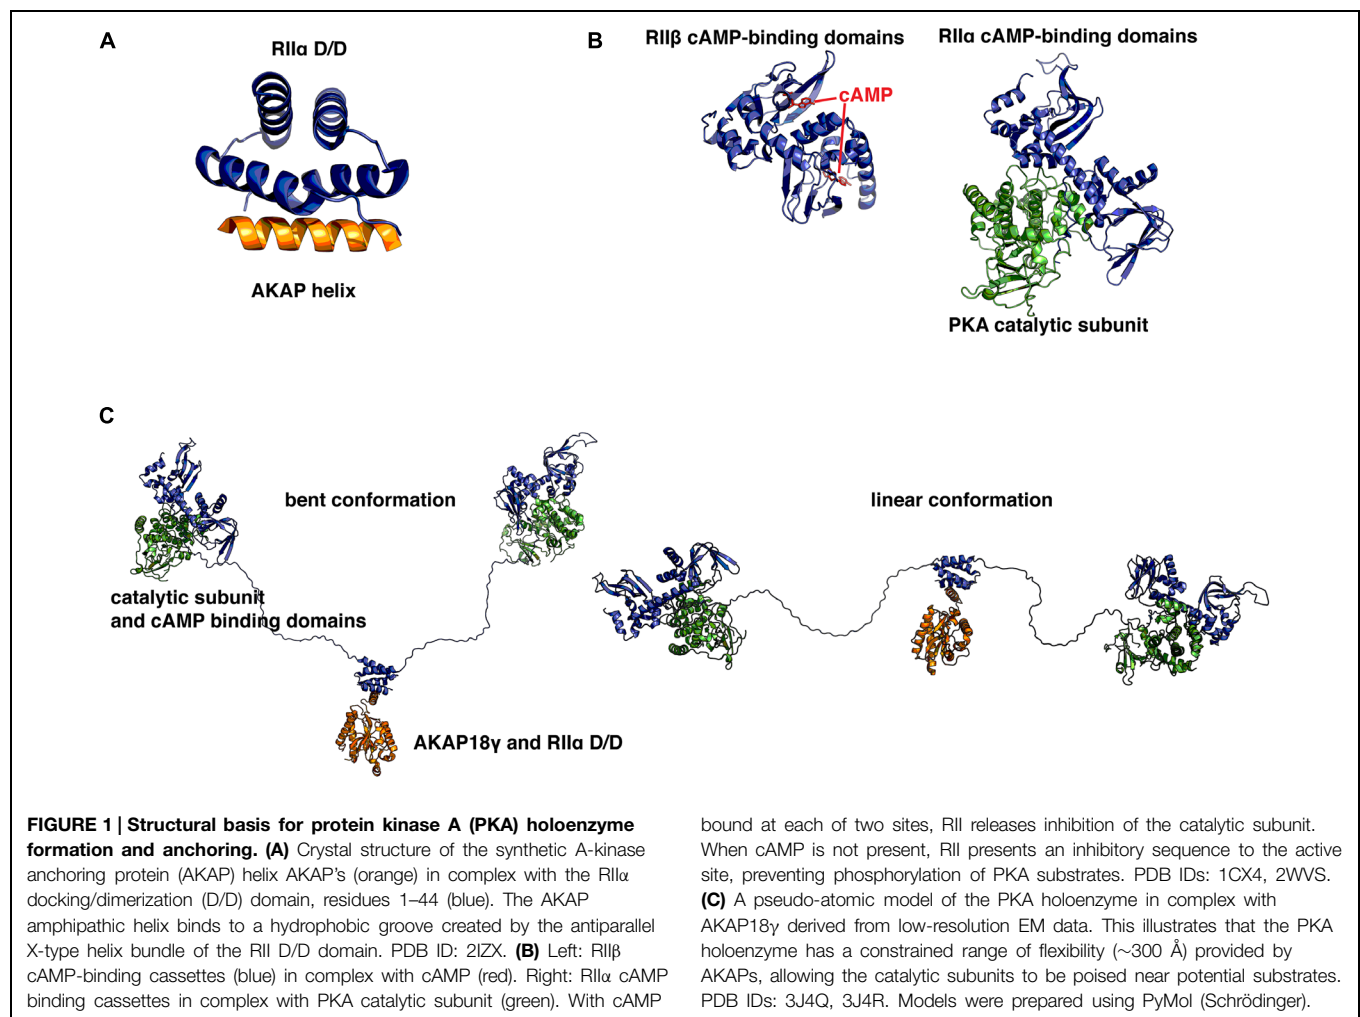 A
RIIα D/D
AKAP helix
B
RIIβ cAMP-binding domains
cAMP
RIIα cAMP-binding domains
PKA catalytic subunit
C
bent conformation
catalytic subunit
and cAMP binding domains
AKAP18γ and RIIα D/D
linear conformation
FIGURE 1 | Structural basis for protein kinase A (PKA) holoenzyme
formation and anchoring. (A) Crystal structure of the synthetic A-kinase
anchoring protein (AKAP) helix AKAP's (orange) in complex with the RIIα
docking/dimerization (D/D) domain, residues 1–44 (blue). The AKAP
amphipathic helix binds to a hydrophobic groove created by the antiparallel
X-type helix bundle of the RII D/D domain. PDB ID: 2IZX. (B) Left: RIIβ
cAMP-binding cassettes (blue) in complex with cAMP (red). Right: RIIα cAMP
binding cassettes in complex with PKA catalytic subunit (green). With cAMP
bound at each of two sites, RII releases inhibition of the catalytic subunit.
When cAMP is not present, RII presents an inhibitory sequence to the active
site, preventing phosphorylation of PKA substrates. PDB IDs: 1CX4, 2WVS.
(C) A pseudo-atomic model of the PKA holoenzyme in complex with
AKAP18γ derived from low-resolution EM data. This illustrates that the PKA
holoenzyme has a constrained range of flexibility (∼300 Å) provided by
AKAPs, allowing the catalytic subunits to be poised near potential substrates.
PDB IDs: 3J4Q, 3J4R. Models were prepared using PyMol (Schrödinger).